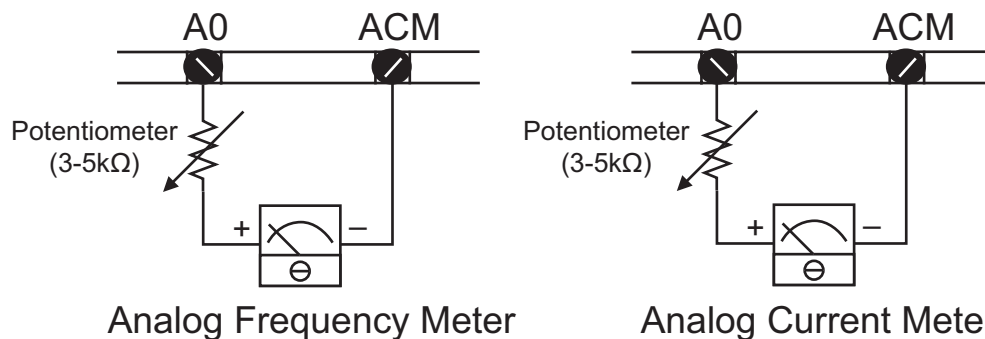 A0 ACM
Potentiometer
(3-5kΩ)
+ –
Analog Frequency Meter
A0 ACM
Potentiometer
(3-5kΩ)
+ –
Analog Current Mete